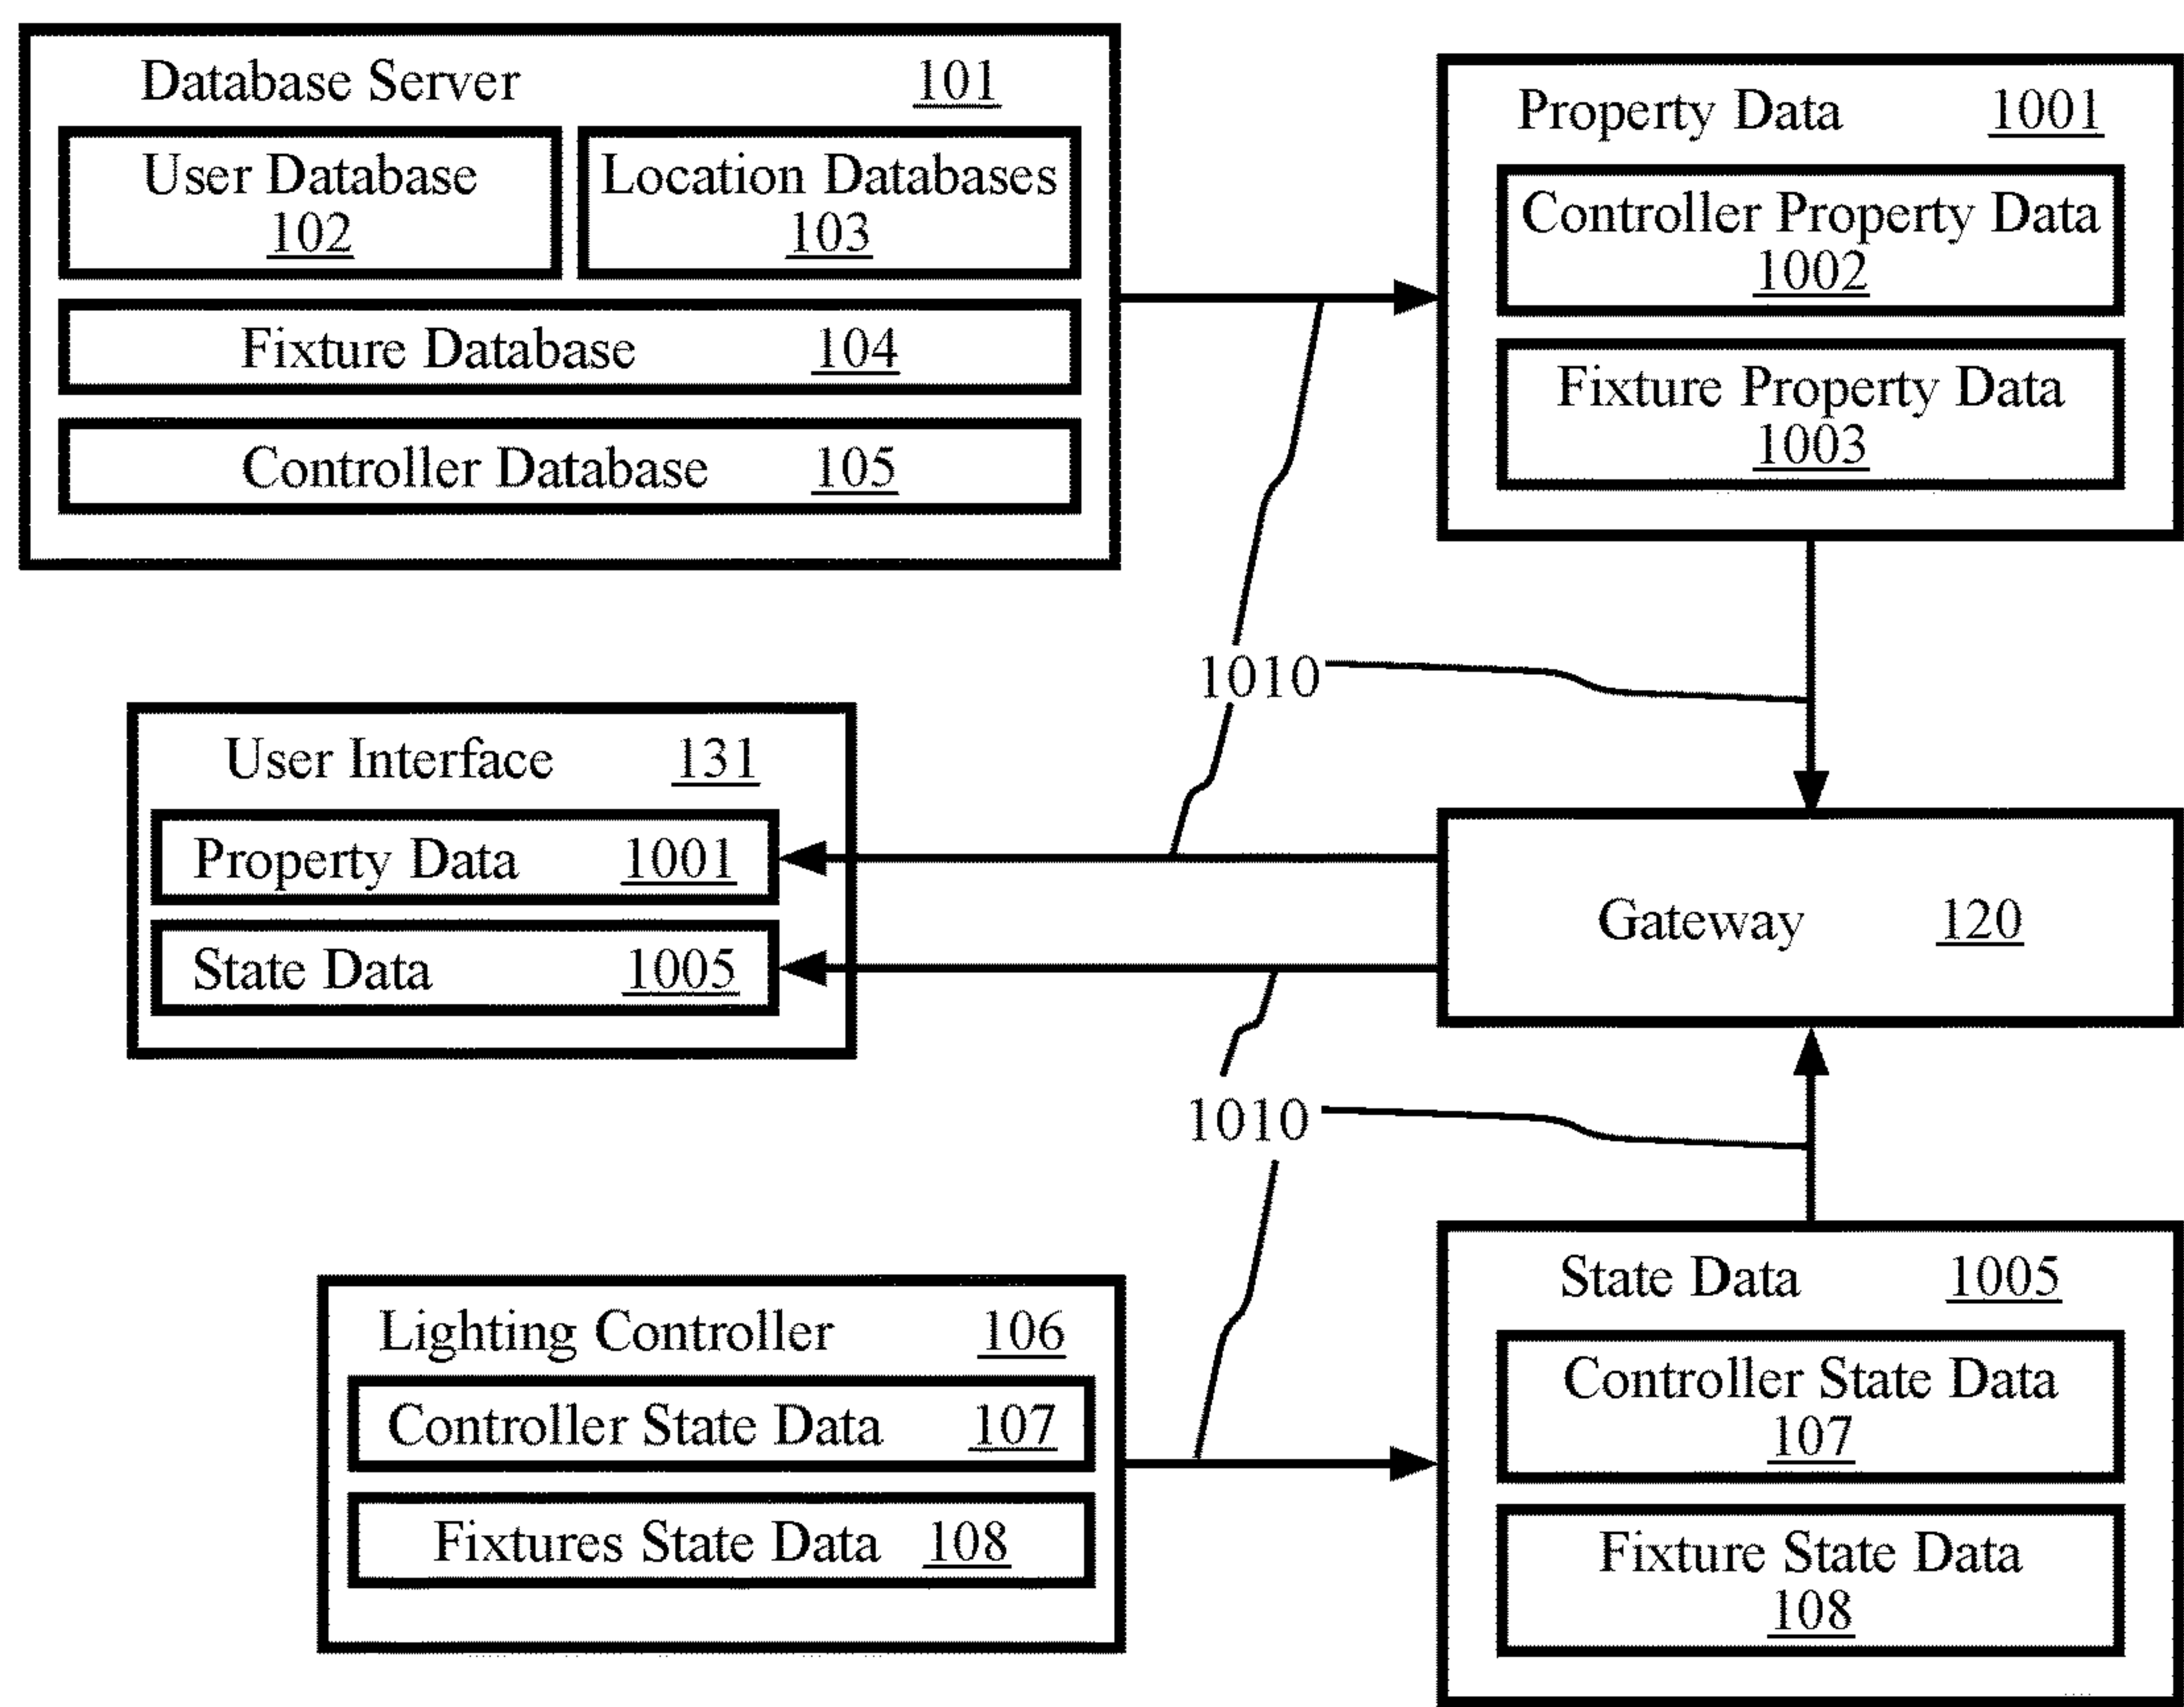 Database Server 101
User Database
102
Location Databases
103
Fixture Database 104
Controller Database 105
Property Data 1001
Controller Property Data
1002
Fixture Property Data
1003
1010
User Interface 131
Property Data 1001
State Data 1005
Gateway 120
1010
Lighting Controller 106
Controller State Data 107
Fixtures State Data 108
State Data 1005
Controller State Data
107
Fixture State Data
108